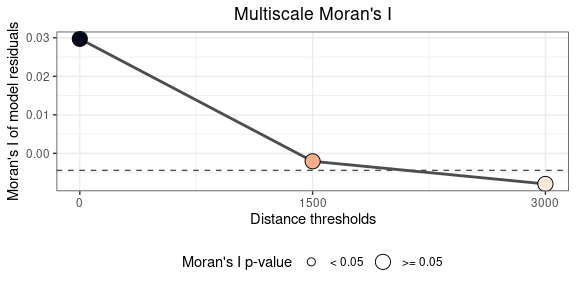 Multiscale Moran's I
Moran's I of model residuals
0.03
0.02
0.01
0.00
0 1500 3000
Distance thresholds
Moran's I p-value < 0.05 >= 0.05